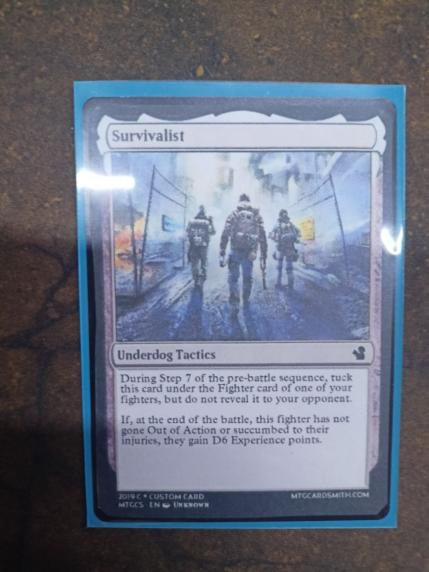 Survivalist
Underdog Tactics
During Step 7 of the pre-battle sequence, tuck
this card under the Fighter card of one of your
fighters, but do not reveal it to your opponent.
If, at the end of the battle, this fighter has not
gone Out of Action or succumbed to their
injuries, they gain D6 Experience points.
2019 C • CUSTOM CARD
MTGCARDSMITH.COM
MTGCS EN UNKNOWN